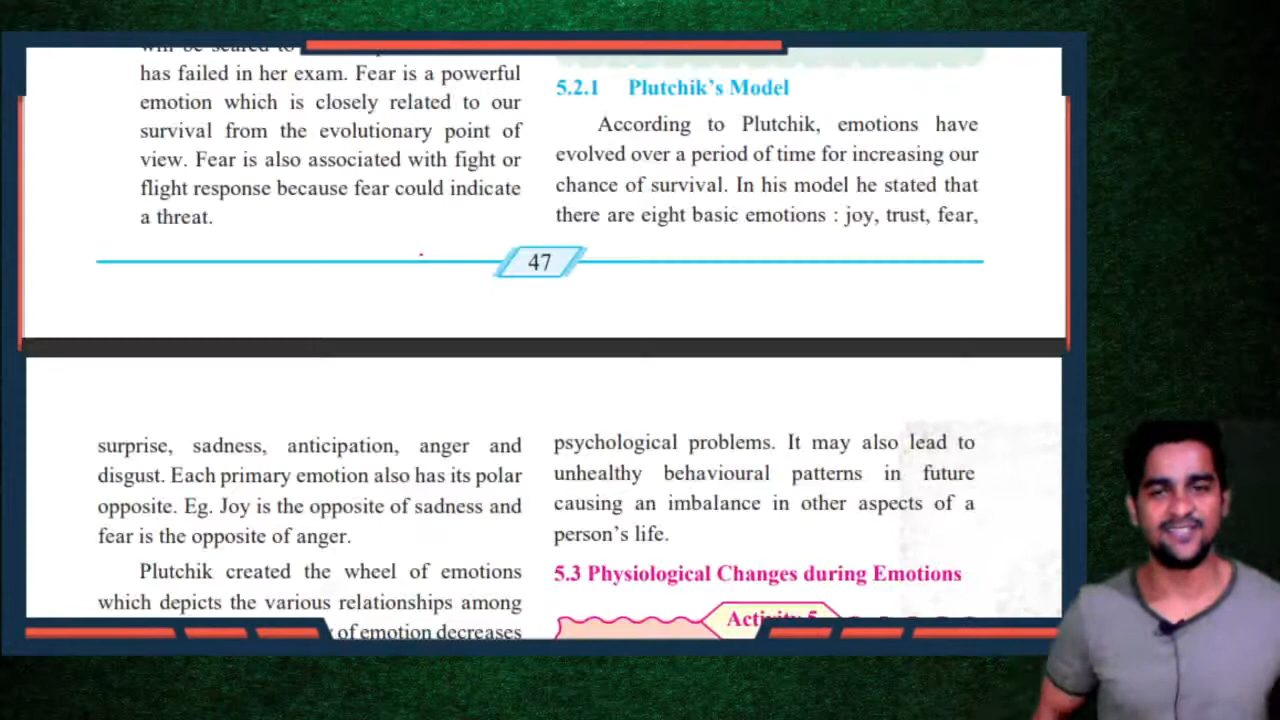 has failed in her exam. Fear is a powerful
emotion which is closely related to our
survival from the evolutionary point of
view. Fear is also associated with fight or
flight response because fear could indicate
a threat.
5.2.1 Plutchik's Model
According to Plutchik, emotions have
evolved over a period of time for increasing our
chance of survival. In his model he stated that
there are eight basic emotions : joy, trust, fear,
47
surprise, sadness, anticipation, anger and
disgust. Each primary emotion also has its polar
opposite. Eg. Joy is the opposite of sadness and
fear is the opposite of anger.
Plutchik created the wheel of emotions
which depicts the various relationships among
of emotion decreases
psychological problems. It may also lead to
unhealthy behavioural patterns in future
causing an imbalance in other aspects of a
person's life.
5.3 Physiological Changes during Emotions
Activity 5